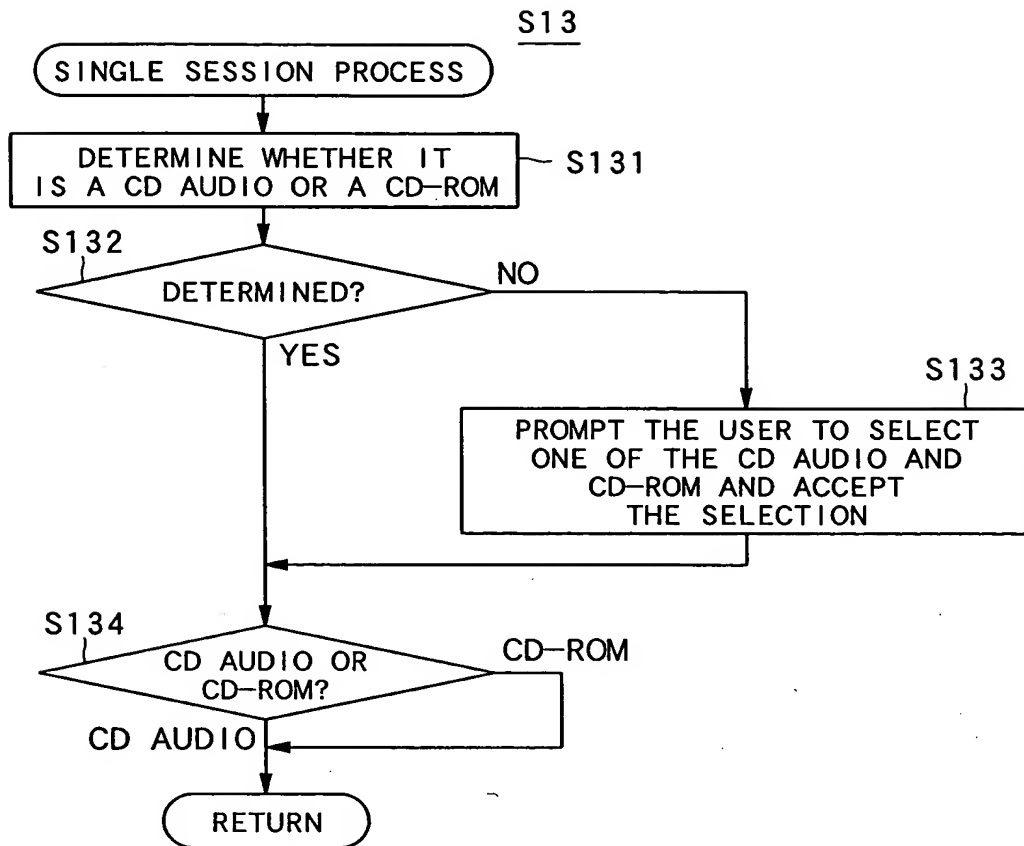 S13
SINGLE SESSION PROCESS
DETERMINE WHETHER IT
IS A CD AUDIO OR A CD-ROM
S131
S132
DETERMINED?
NO
YES
S133
PROMPT THE USER TO SELECT
ONE OF THE CD AUDIO AND
CD-ROM AND ACCEPT
THE SELECTION
S134
CD AUDIO OR
CD-ROM?
CD-ROM
CD AUDIO
RETURN